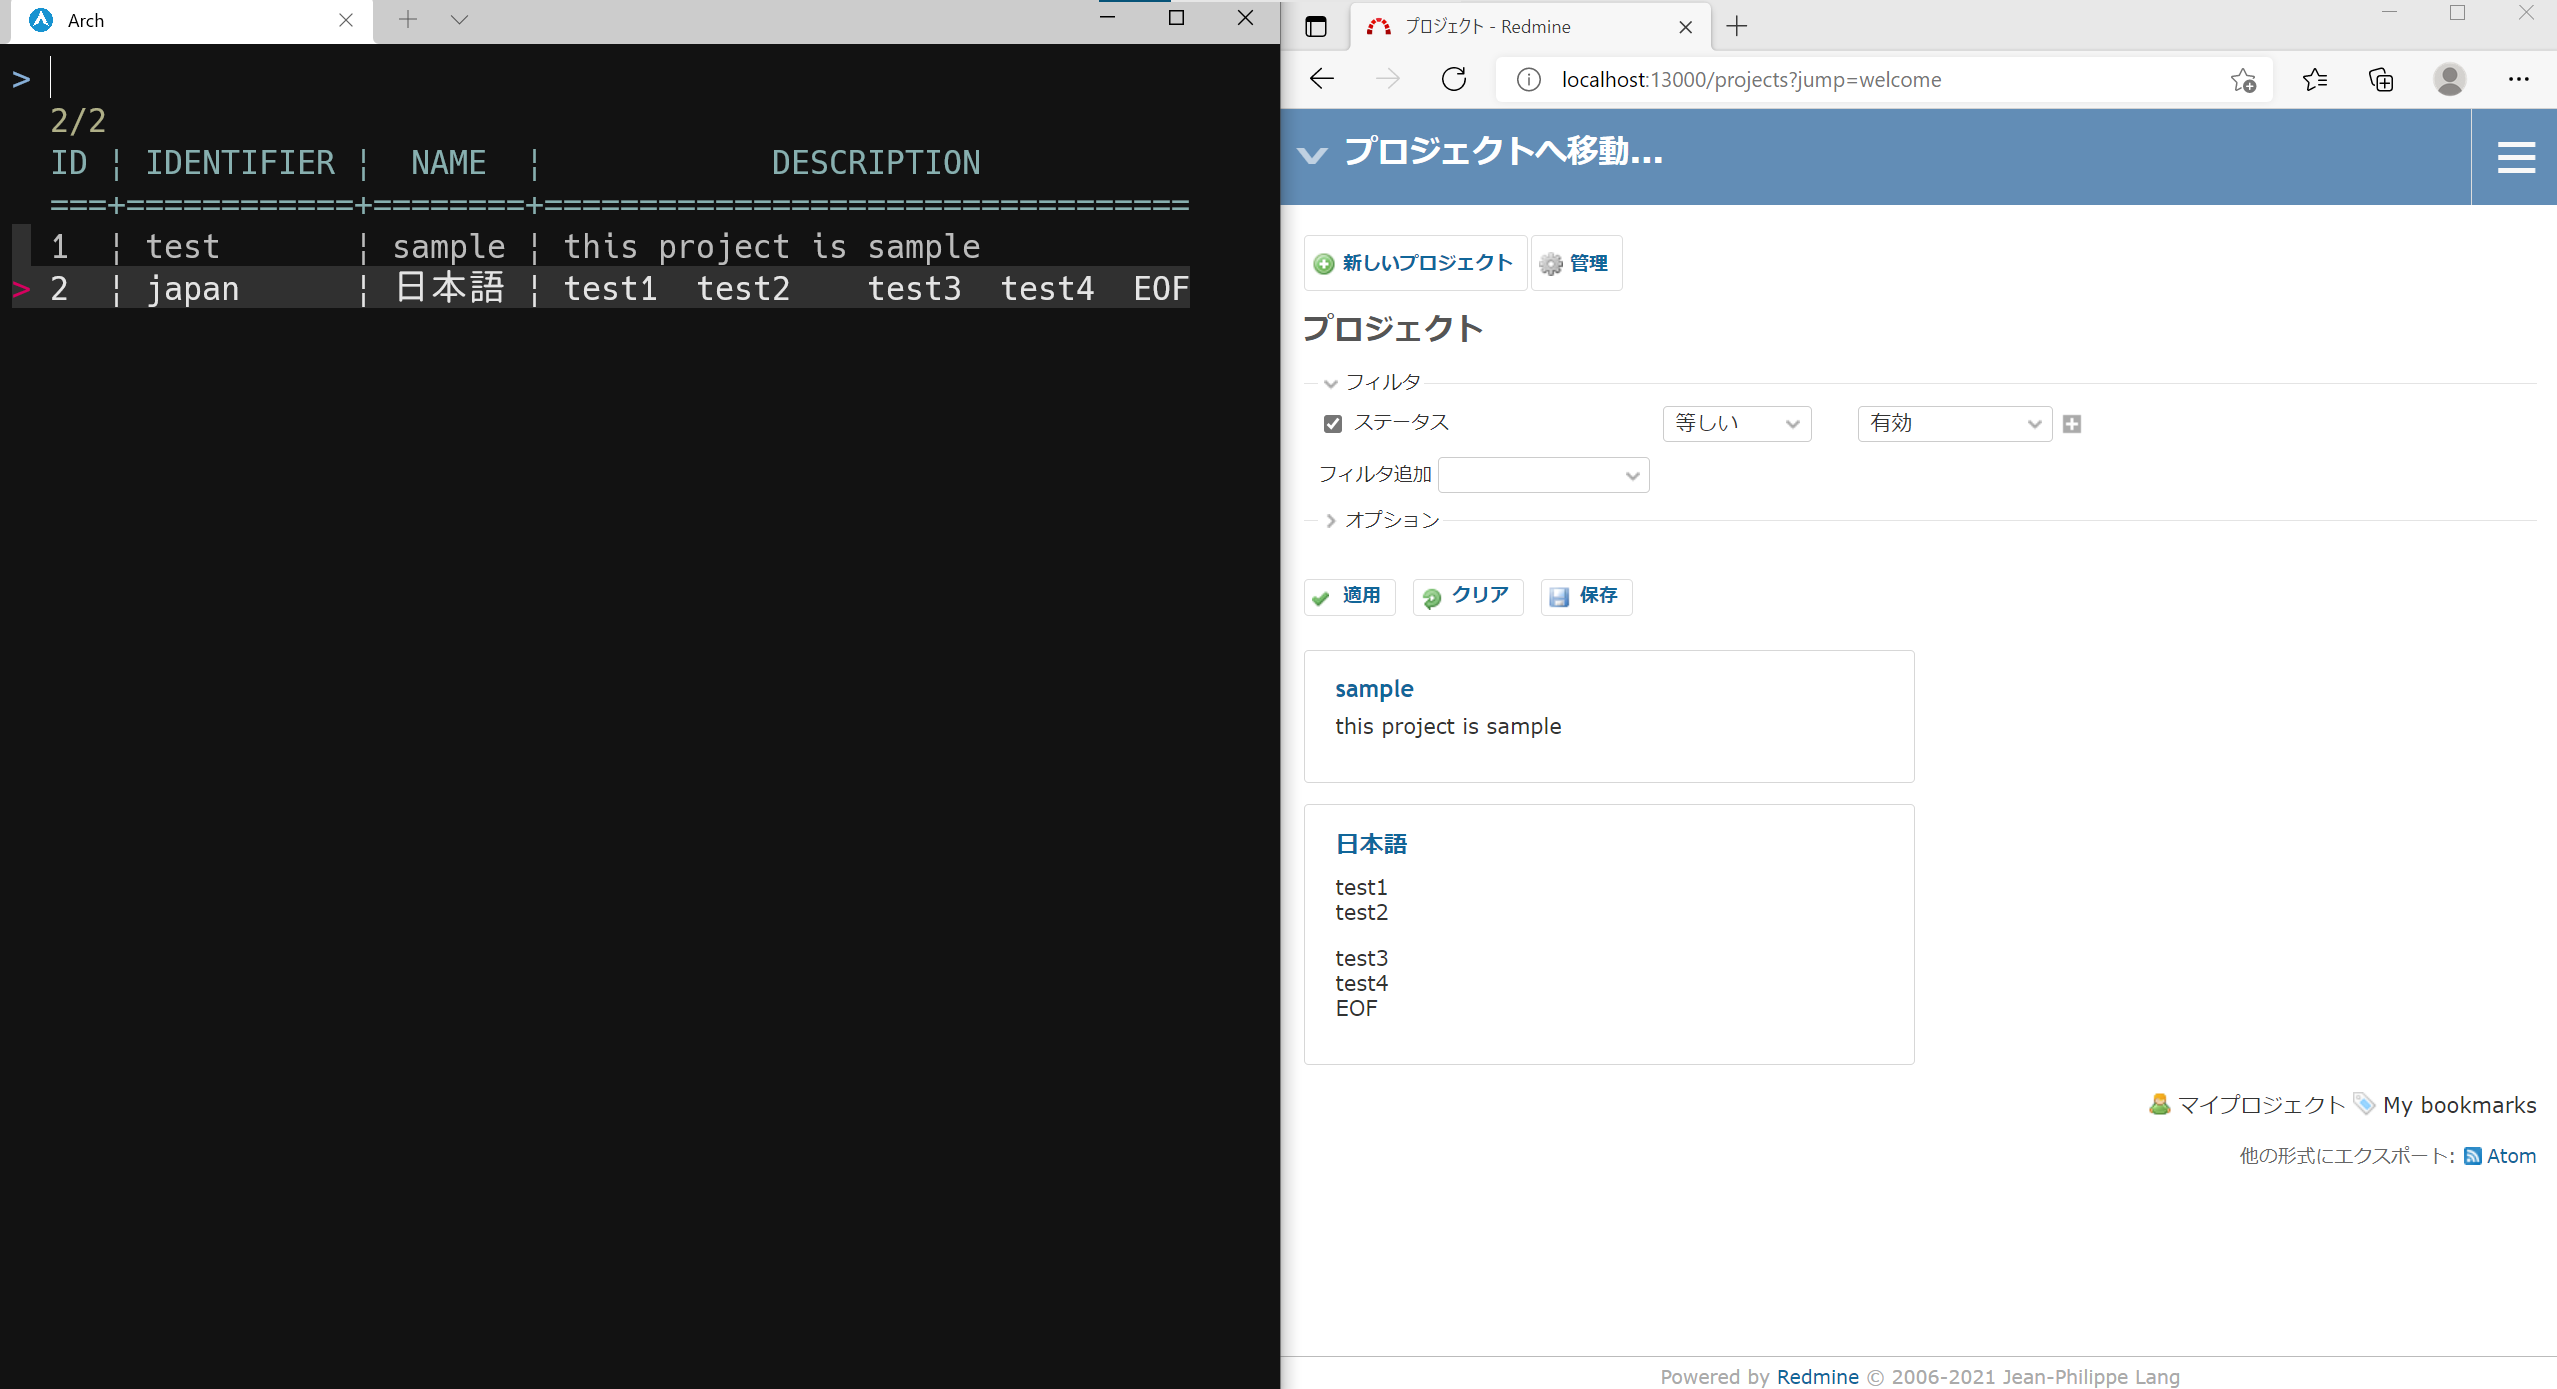 Arch
>
2/2
ID ¦ IDENTIFIER ¦ NAME ¦ DESCRIPTION
===+============+========+==================================
1 ¦ test ¦ sample ¦ this project is sample
> 2 ¦ japan ¦ 日本語 ¦ test1 test2 test3 test4 EOF
プロジェクト - Redmine
localhost:13000/projects?jump=welcome
プロジェクトへ移動...
新しいプロジェクト 管理
プロジェクト
フィルタ
ステータス 等しい 有効
フィルタ追加
オプション
適用 クリア 保存
sample
this project is sample
日本語
test1
test2
test3
test4
EOF
マイプロジェクト My bookmarks
他の形式にエクスポート: Atom
Powered by Redmine © 2006-2021 Jean-Philippe Lang